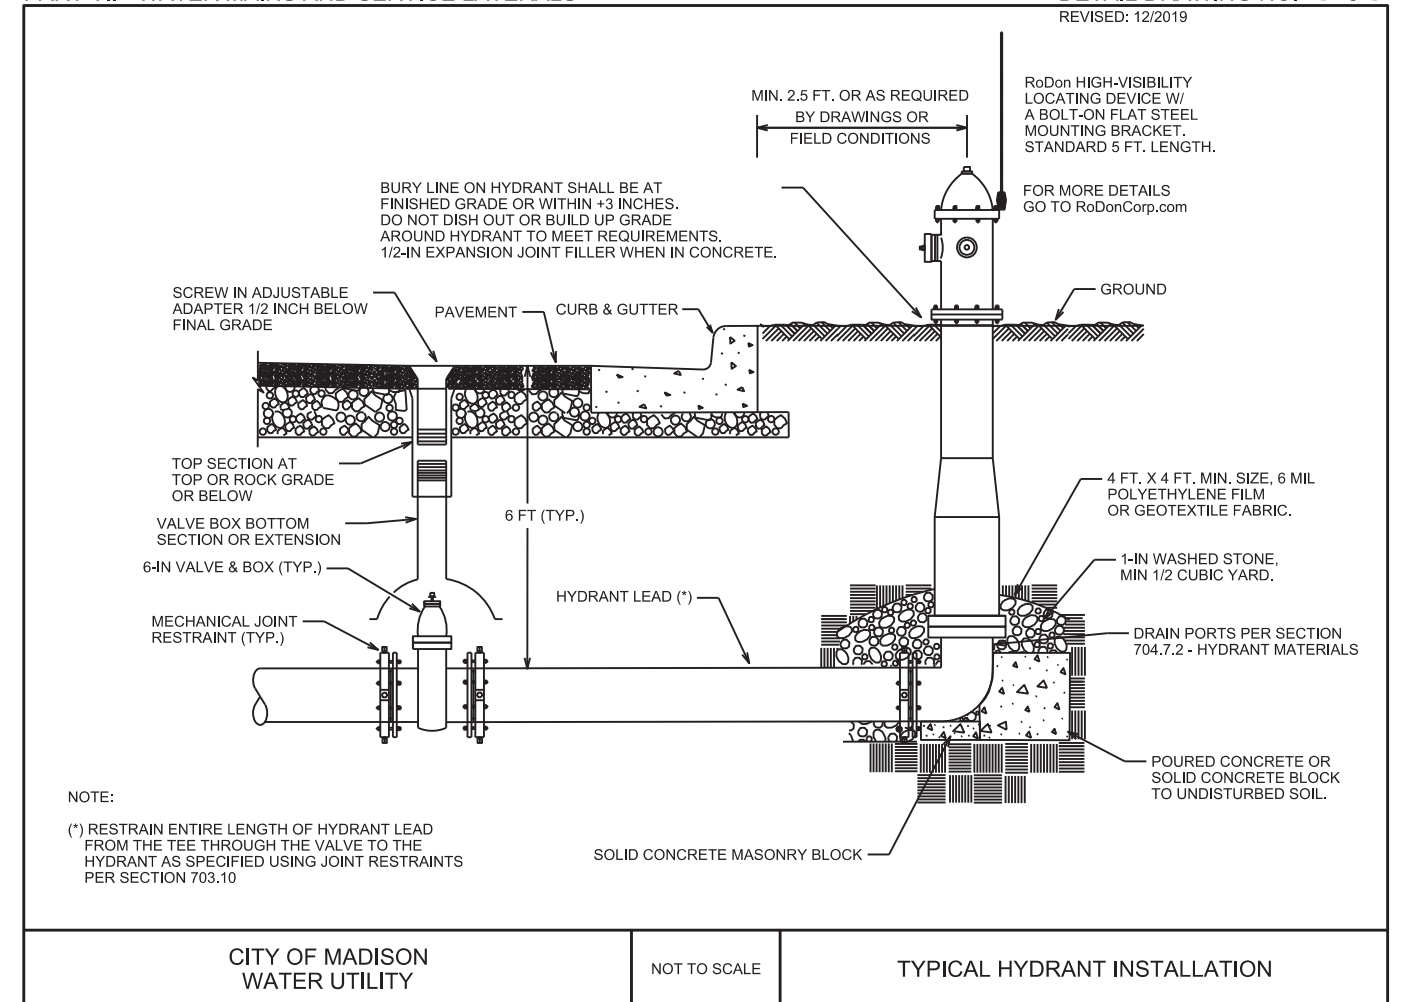 REVISED: 12/2019
RoDon HIGH-VISIBILITY
LOCATING DEVICE W/
A BOLT-ON FLAT STEEL
MOUNTING BRACKET.
STANDARD 5 FT. LENGTH.
FOR MORE DETAILS
GO TO RoDonCorp.com
MIN. 2.5 FT. OR AS REQUIRED
BY DRAWINGS OR
FIELD CONDITIONS
BURY LINE ON HYDRANT SHALL BE AT
FINISHED GRADE OR WITHIN +3 INCHES.
DO NOT DISH OUT OR BUILD UP GRADE
AROUND HYDRANT TO MEET REQUIREMENTS.
1/2-IN EXPANSION JOINT FILLER WHEN IN CONCRETE.
SCREW IN ADJUSTABLE
ADAPTER 1/2 INCH BELOW
FINAL GRADE
PAVEMENT
CURB & GUTTER
GROUND
TOP SECTION AT
TOP OR ROCK GRADE
OR BELOW
VALVE BOX BOTTOM
SECTION OR EXTENSION
6-IN VALVE & BOX (TYP.)
MECHANICAL JOINT
RESTRAINT (TYP.)
6 FT (TYP.)
HYDRANT LEAD (*)
4 FT. X 4 FT. MIN. SIZE, 6 MIL
POLYETHYLENE FILM
OR GEOTEXTILE FABRIC.
1-IN WASHED STONE,
MIN 1/2 CUBIC YARD.
DRAIN PORTS PER SECTION
704.7.2 - HYDRANT MATERIALS
POURED CONCRETE OR
SOLID CONCRETE BLOCK
TO UNDISTURBED SOIL.
SOLID CONCRETE MASONRY BLOCK
NOTE:
(*) RESTRAIN ENTIRE LENGTH OF HYDRANT LEAD
FROM THE TEE THROUGH THE VALVE TO THE
HYDRANT AS SPECIFIED USING JOINT RESTRAINTS
PER SECTION 703.10
CITY OF MADISON
WATER UTILITY
NOT TO SCALE
TYPICAL HYDRANT INSTALLATION